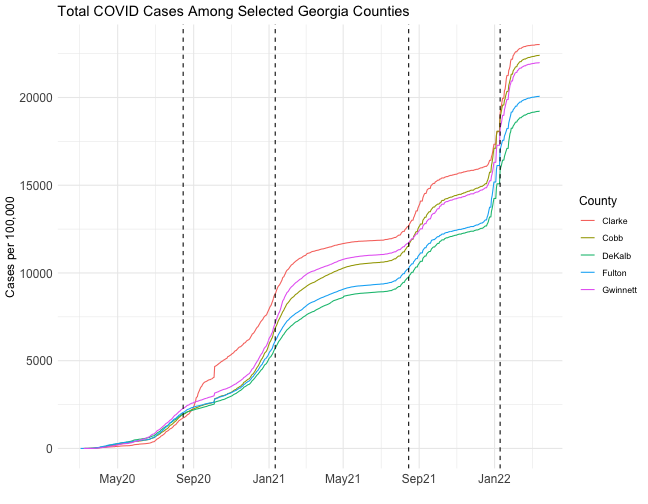 Total COVID Cases Among Selected Georgia Counties
Cases per 100,000
20000
15000
10000
5000
0
May20 Sep20 Jan21 May21 Sep21 Jan22
County
Clarke
Cobb
DeKalb
Fulton
Gwinnett